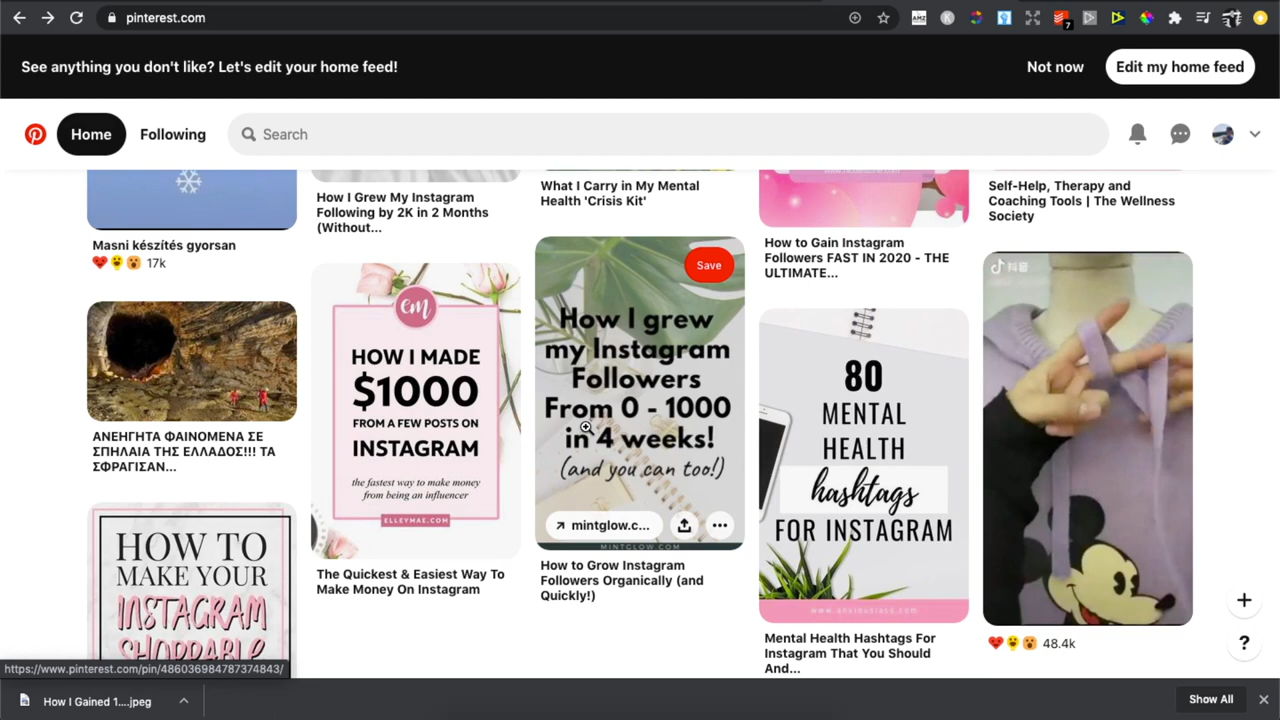 pinterest.com
7
See anything you don't like? Let's edit your home feed!
Not now
Edit my home feed
Home
Following
Search
Masni készítés gyorsan
17k
ΑΝΕΗΓΗΤΑ ΦΑΙΝΟΜΕΝΑ ΣΕ
ΣΠΗΛΑΙΑ ΤΗΣ ΕΛΛΑΔΟΣ!!! ΤΑ
ΣΦΡΑΓΙΣΑΝ...
HOW TO
MAKE YOUR
INSTAGRAM
SHOPPABLE
How I Grew My Instagram
Following by 2K in 2 Months
(Without...
em
HOW I MADE
$1000
FROM A FEW POSTS ON
INSTAGRAM
the fastest way to make money
from being an influencer
ELLEYMAE.COM
The Quickest & Easiest Way To
Make Money On Instagram
What I Carry in My Mental
Health 'Crisis Kit'
Save
How I grew
my Instagram
Followers
From 0 - 1000
in 4 weeks!
(and you can too!)
mintglow.c...
MINTGLOW.COM
How to Grow Instagram
Followers Organically (and
Quickly!)
How to Gain Instagram
Followers FAST IN 2020 - THE
ULTIMATE...
80
MENTAL
HEALTH
hashtags
FOR INSTAGRAM
www.anxiouslass.com
Mental Health Hashtags For
Instagram That You Should
And...
Self-Help, Therapy and
Coaching Tools | The Wellness
Society
抖音
48.4k
+
?
https://www.pinterest.com/pin/486036984787374843/
How I Gained 1....jpeg
Show All